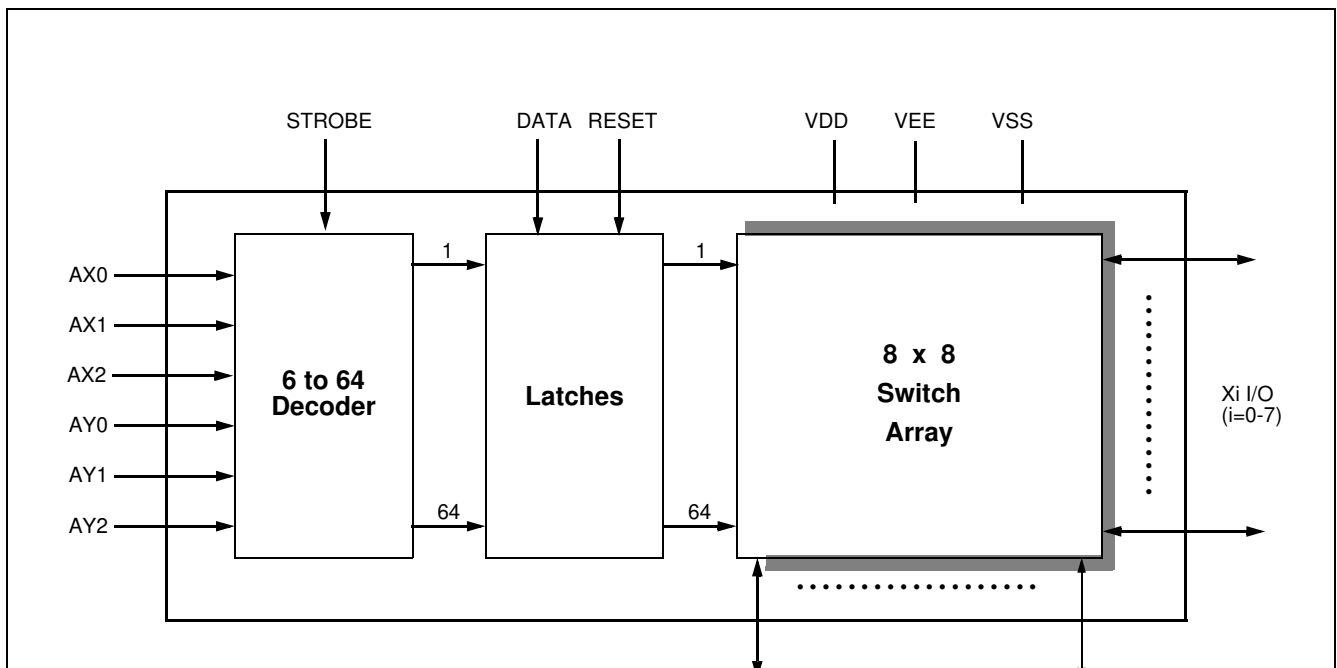 STROBE
DATA RESET
VDD VEE VSS
AX0
AX1
AX2
AY0
AY1
AY2
6 to 64
Decoder
1
64
Latches
1
64
8 x 8
Switch
Array
Xi I/O
(i=0-7)